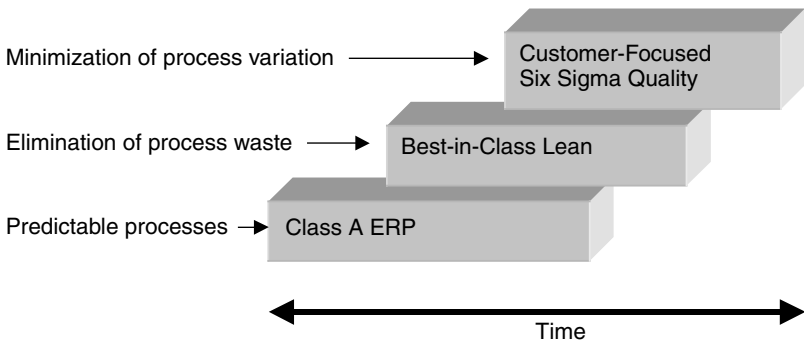 Minimization of process variation
Customer-Focused
Six Sigma Quality
Elimination of process waste
Best-in-Class Lean
Predictable processes
Class A ERP
Time